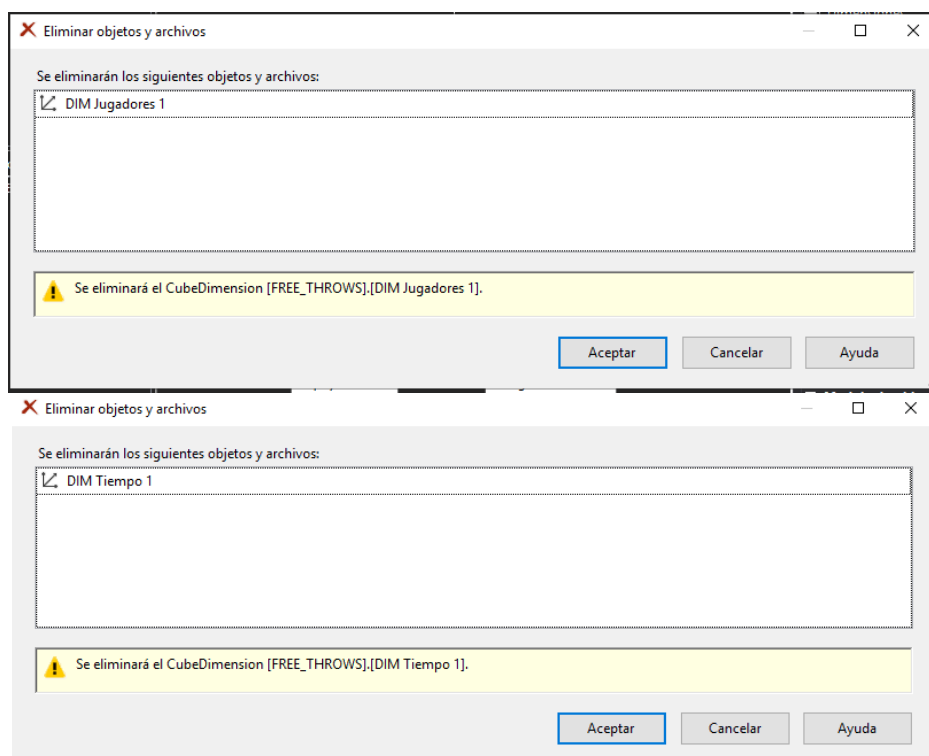 Eliminar objetos y archivos
Se eliminarán los siguientes objetos y archivos:
DIM Jugadores 1
Se eliminará el CubeDimension [FREE_THROWS].[DIM Jugadores 1].
Aceptar Cancelar Ayuda
Eliminar objetos y archivos
Se eliminarán los siguientes objetos y archivos:
DIM Tiempo 1
Se eliminará el CubeDimension [FREE_THROWS].[DIM Tiempo 1].
Aceptar Cancelar Ayuda